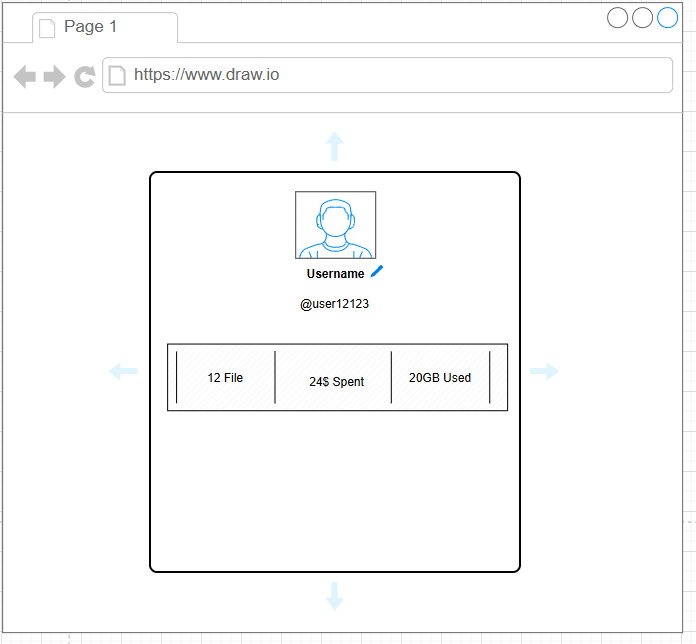 Page 1
https://www.draw.io
Username
@user12123
12 File
24$ Spent
20GB Used